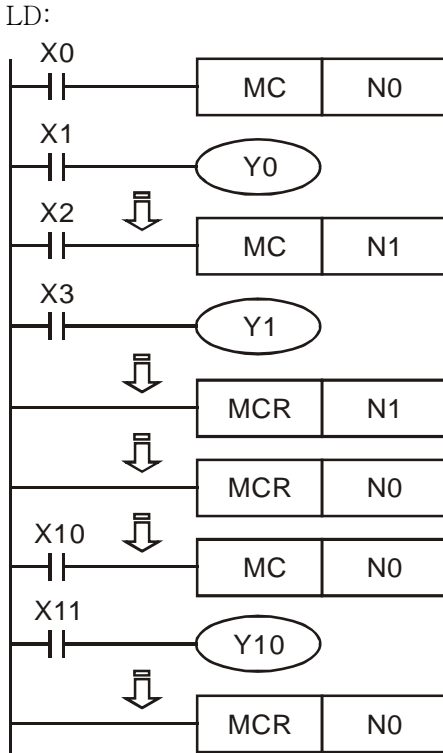 LD:
X0
MC N0
X1
Y0
X2
MC N1
X3
Y1
MCR N1
MCR N0
X10
MC N0
X11
Y10
MCR N0